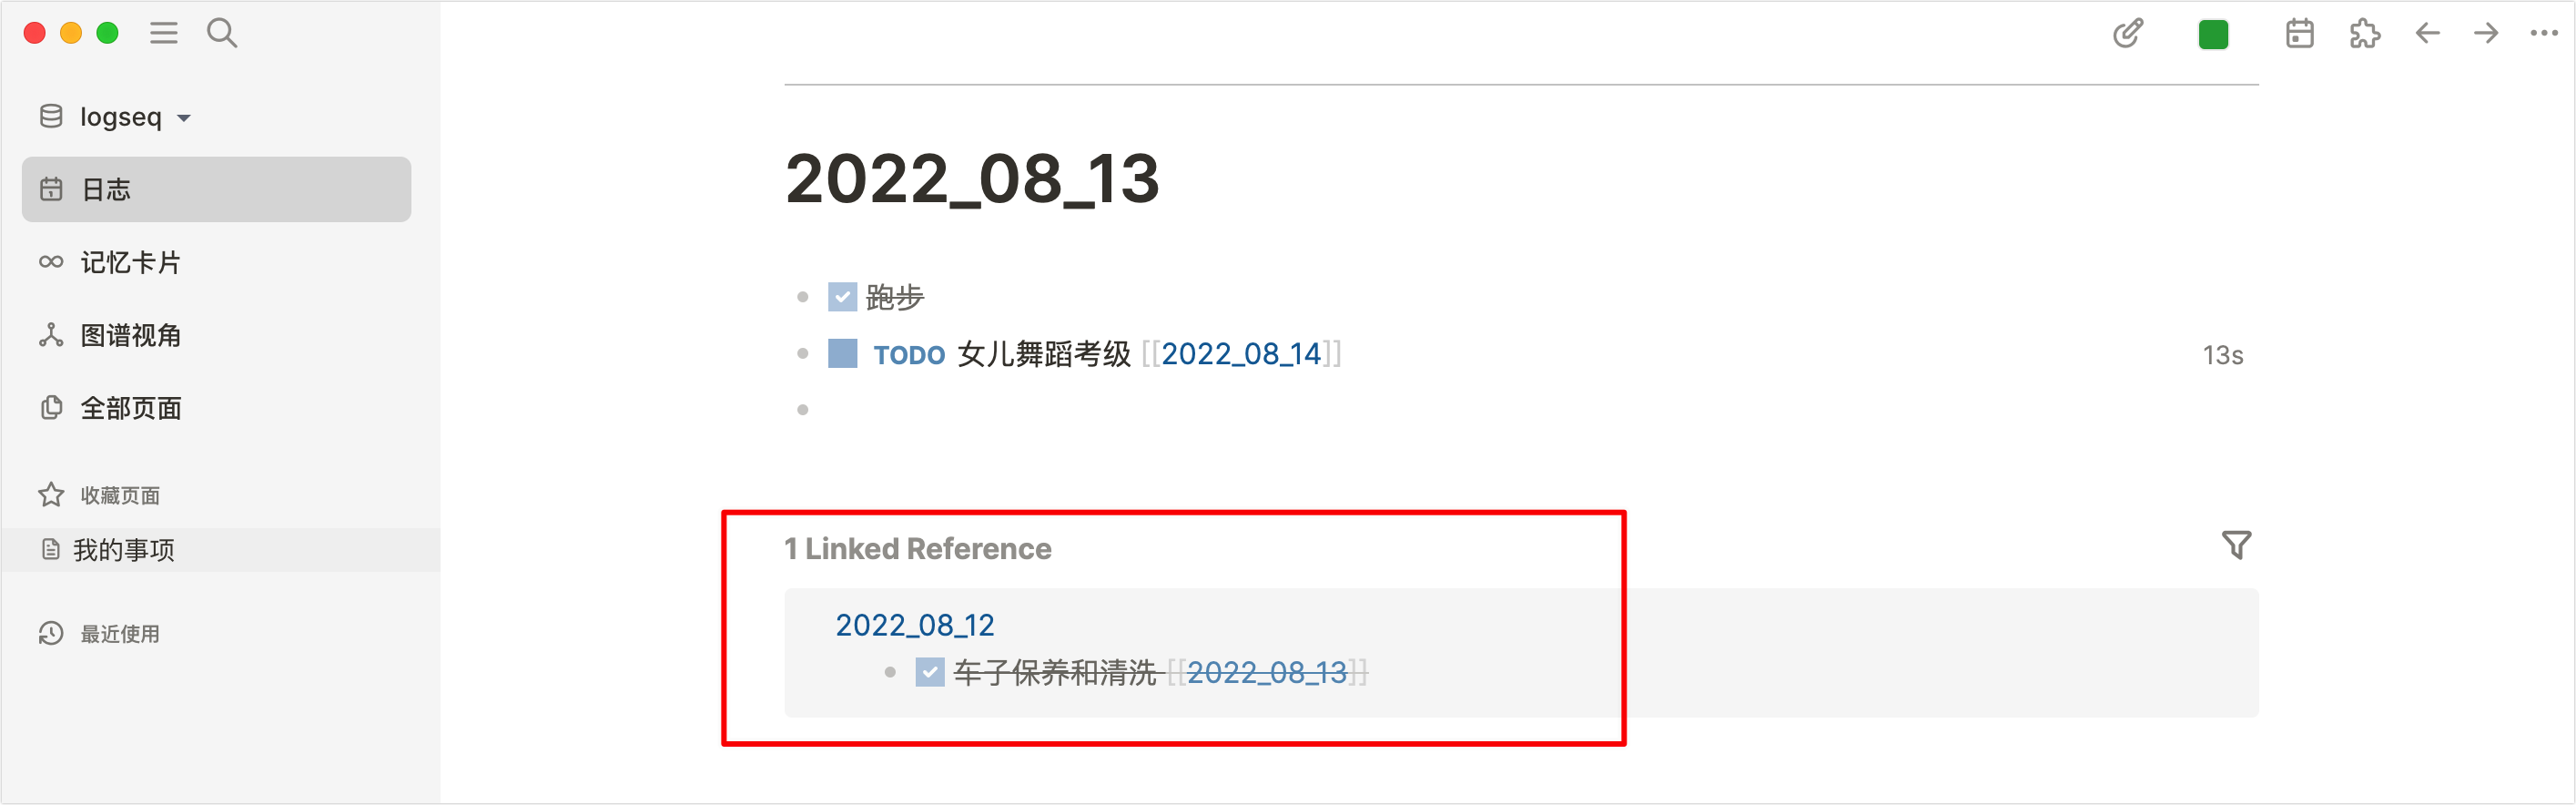 logseq
日志
记忆卡片
图谱视角
全部页面
收藏页面
我的事项
最近使用
2022_08_13
跑步
TODO 女儿舞蹈考级 [[2022_08_14]] 13s
1 Linked Reference
2022_08_12
车子保养和清洗 [[2022_08_13]]